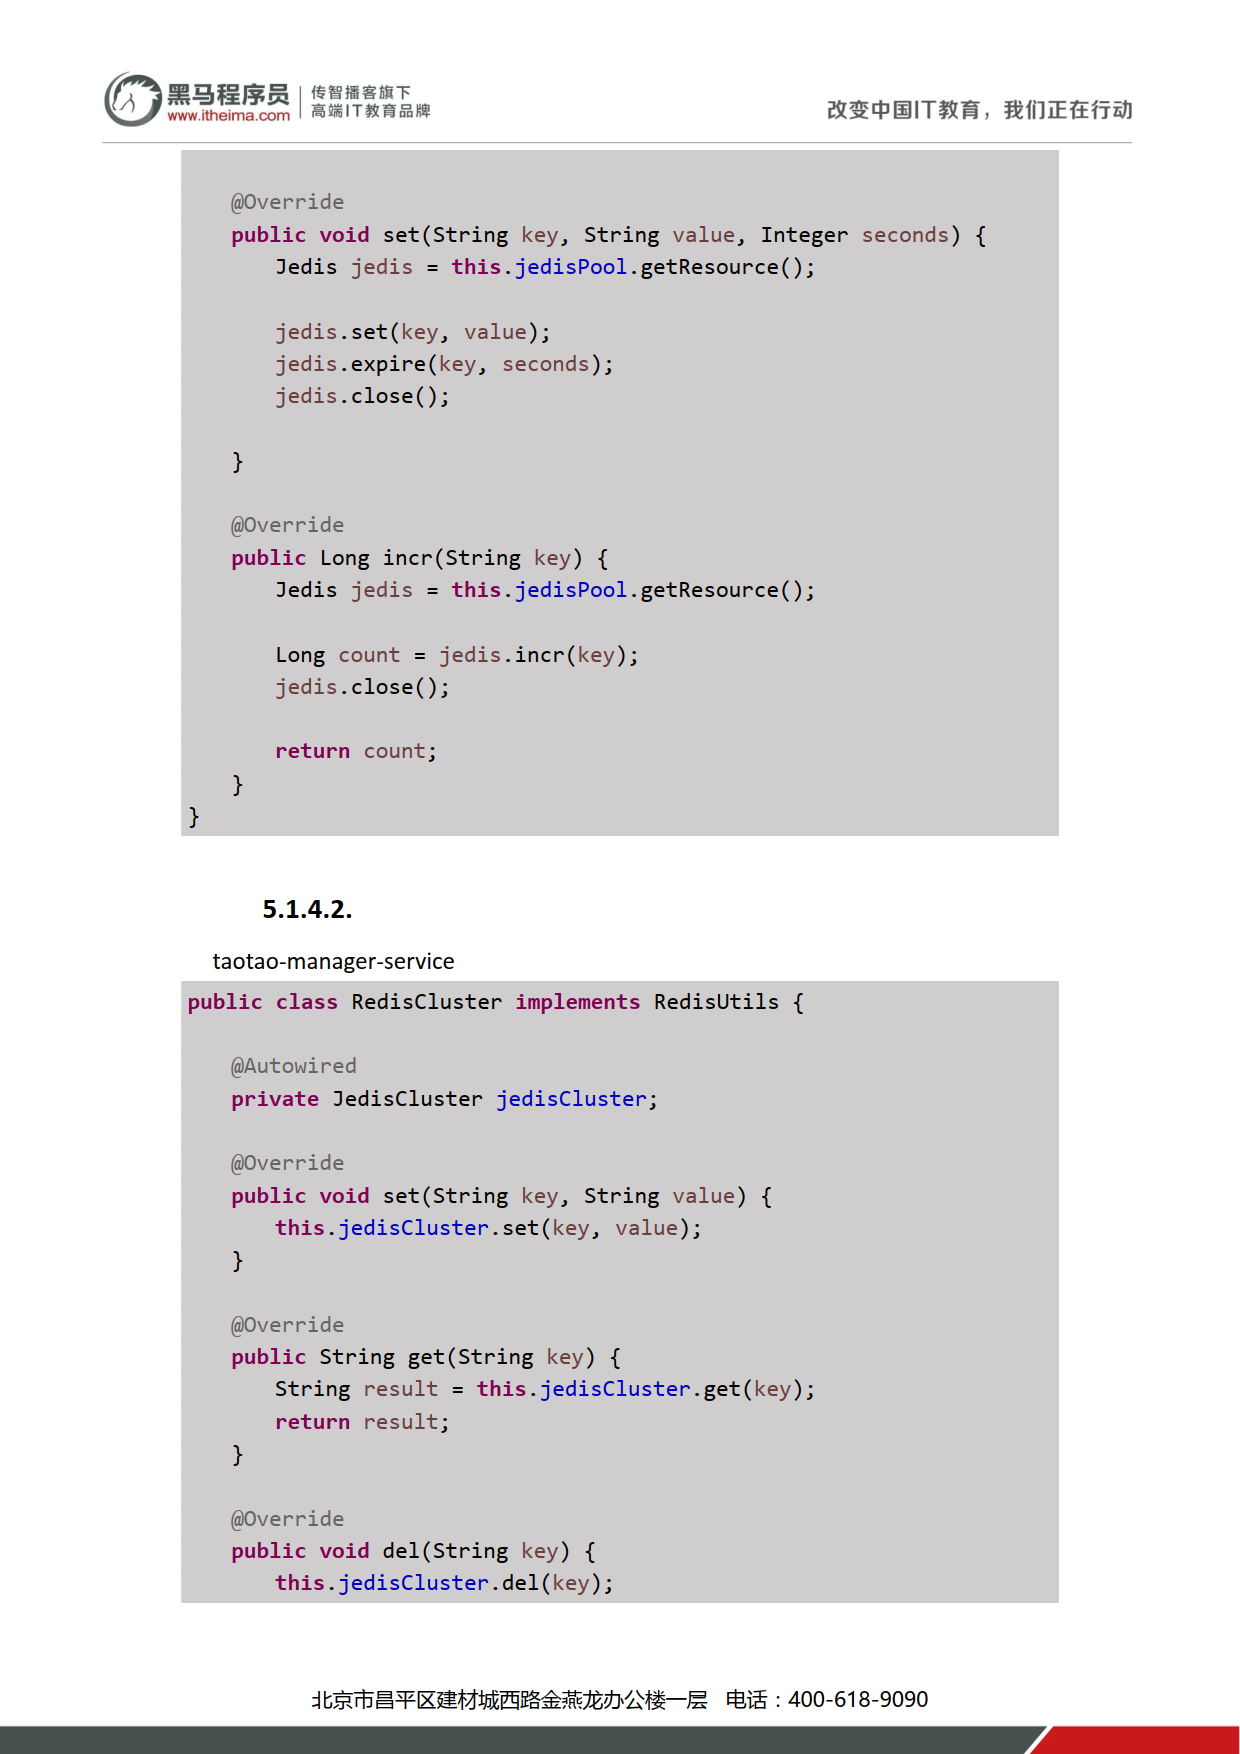 黑马程序员
www.itheima.com
传智播客旗下
高端IT教育品牌
改变中国IT教育，我们正在行动
@Override
public void set(String key, String value, Integer seconds) {
Jedis jedis = this.jedisPool.getResource();
jedis.set(key, value);
jedis.expire(key, seconds);
jedis.close();
}
@Override
public Long incr(String key) {
Jedis jedis = this.jedisPool.getResource();
Long count = jedis.incr(key);
jedis.close();
return count;
}
}
5.1.4.2.
taotao-manager-service
public class RedisCluster implements RedisUtils {
@Autowired
private JedisCluster jedisCluster;
@Override
public void set(String key, String value) {
this.jedisCluster.set(key, value);
}
@Override
public String get(String key) {
String result = this.jedisCluster.get(key);
return result;
}
@Override
public void del(String key) {
this.jedisCluster.del(key);
北京市昌平区建材城西路金燕龙办公楼一层 电话：400-618-9090